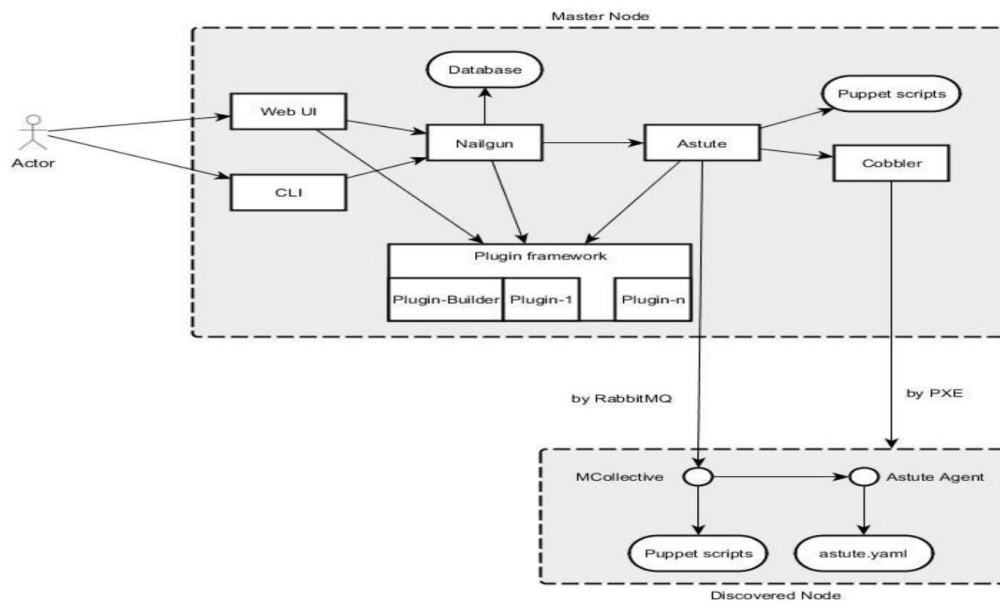 Master Node
Database
Puppet scripts
Web UI
Nailgun
Astute
Cobbler
Actor
CLI
Plugin framework
Plugin-Builder
Plugin-1
Plugin-n
by RabbitMQ
by PXE
MCollective
Astute Agent
Puppet scripts
astute.yaml
Discovered Node